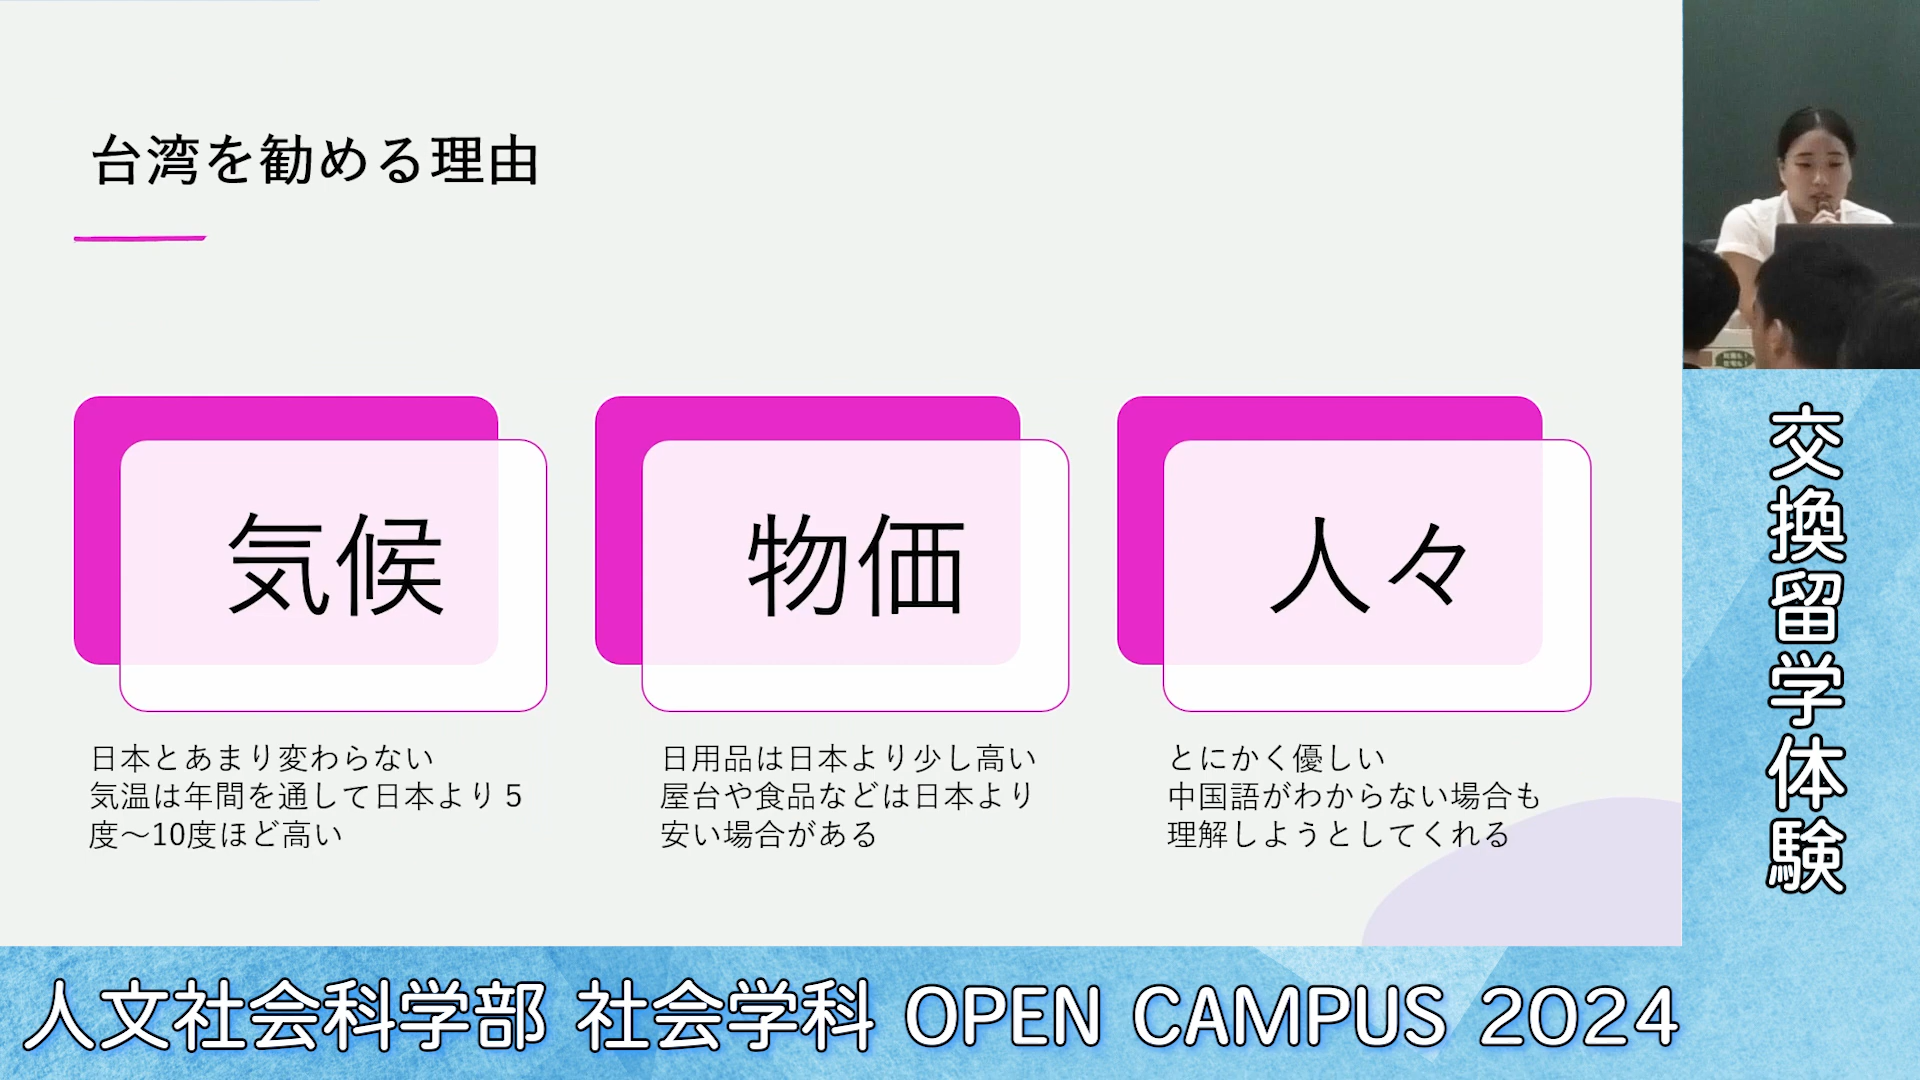 台湾を勧める理由
気候
物価
人々
日本とあまり変わらない
気温は年間を通して日本より５
度～10度ほど高い
日用品は日本より少し高い
屋台や食品などは日本より
安い場合がある
とにかく優しい
中国語がわからない場合も
理解しようとしてくれる
交換留学体験
人文社会科学部 社会学科 OPEN CAMPUS 2024